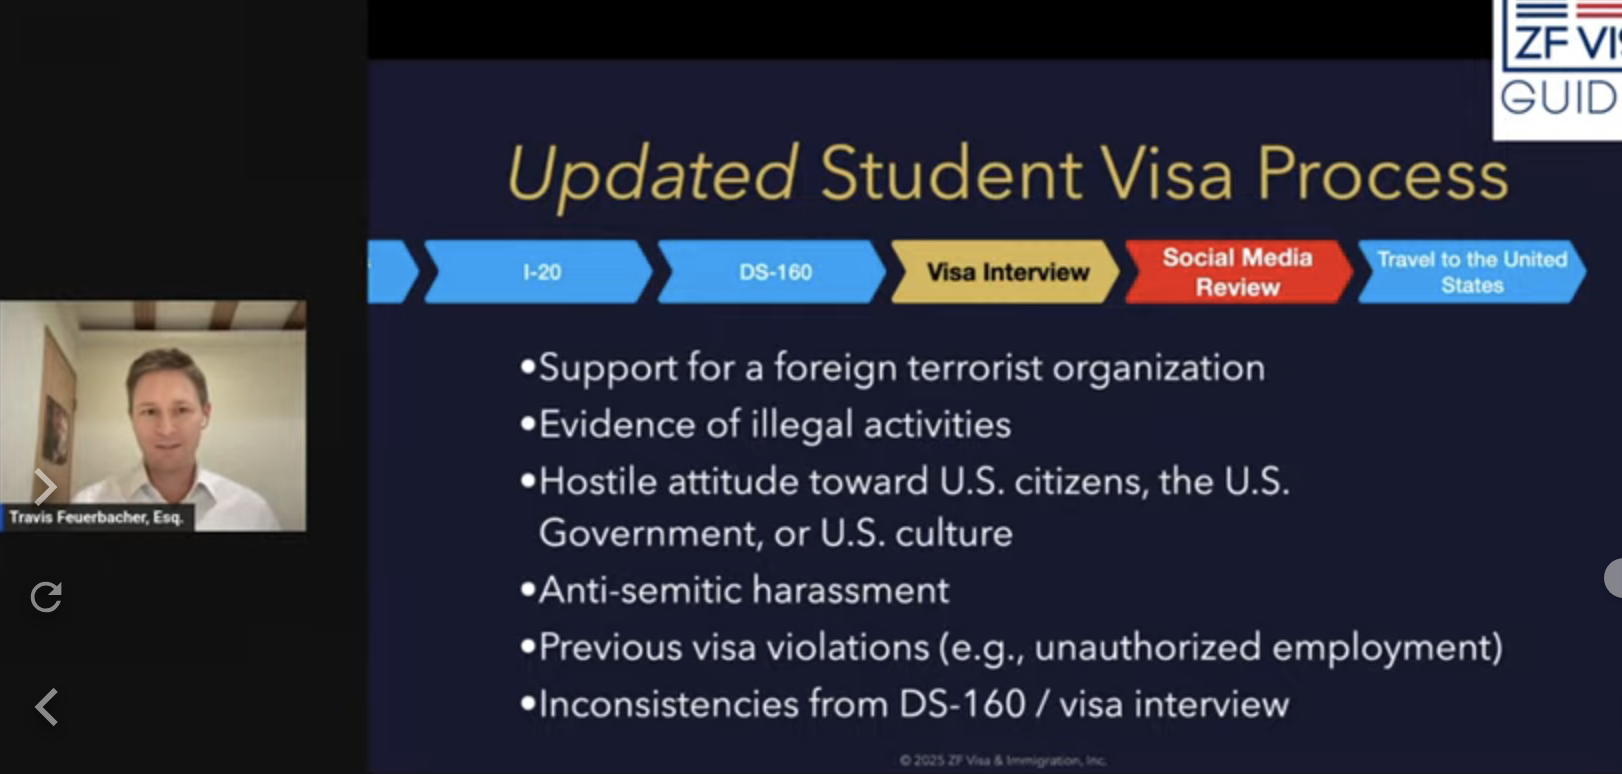 ZF VIS
GUID
Updated Student Visa Process
I-20
DS-160
Visa Interview
Social Media
Review
Travel to the United
States
•Support for a foreign terrorist organization
•Evidence of illegal activities
•Hostile attitude toward U.S. citizens, the U.S.
Government, or U.S. culture
•Anti-semitic harassment
•Previous visa violations (e.g., unauthorized employment)
•Inconsistencies from DS-160 / visa interview
Travis Feuerbacher, Esq.
© 2025 ZF Visa & Immigration, Inc.